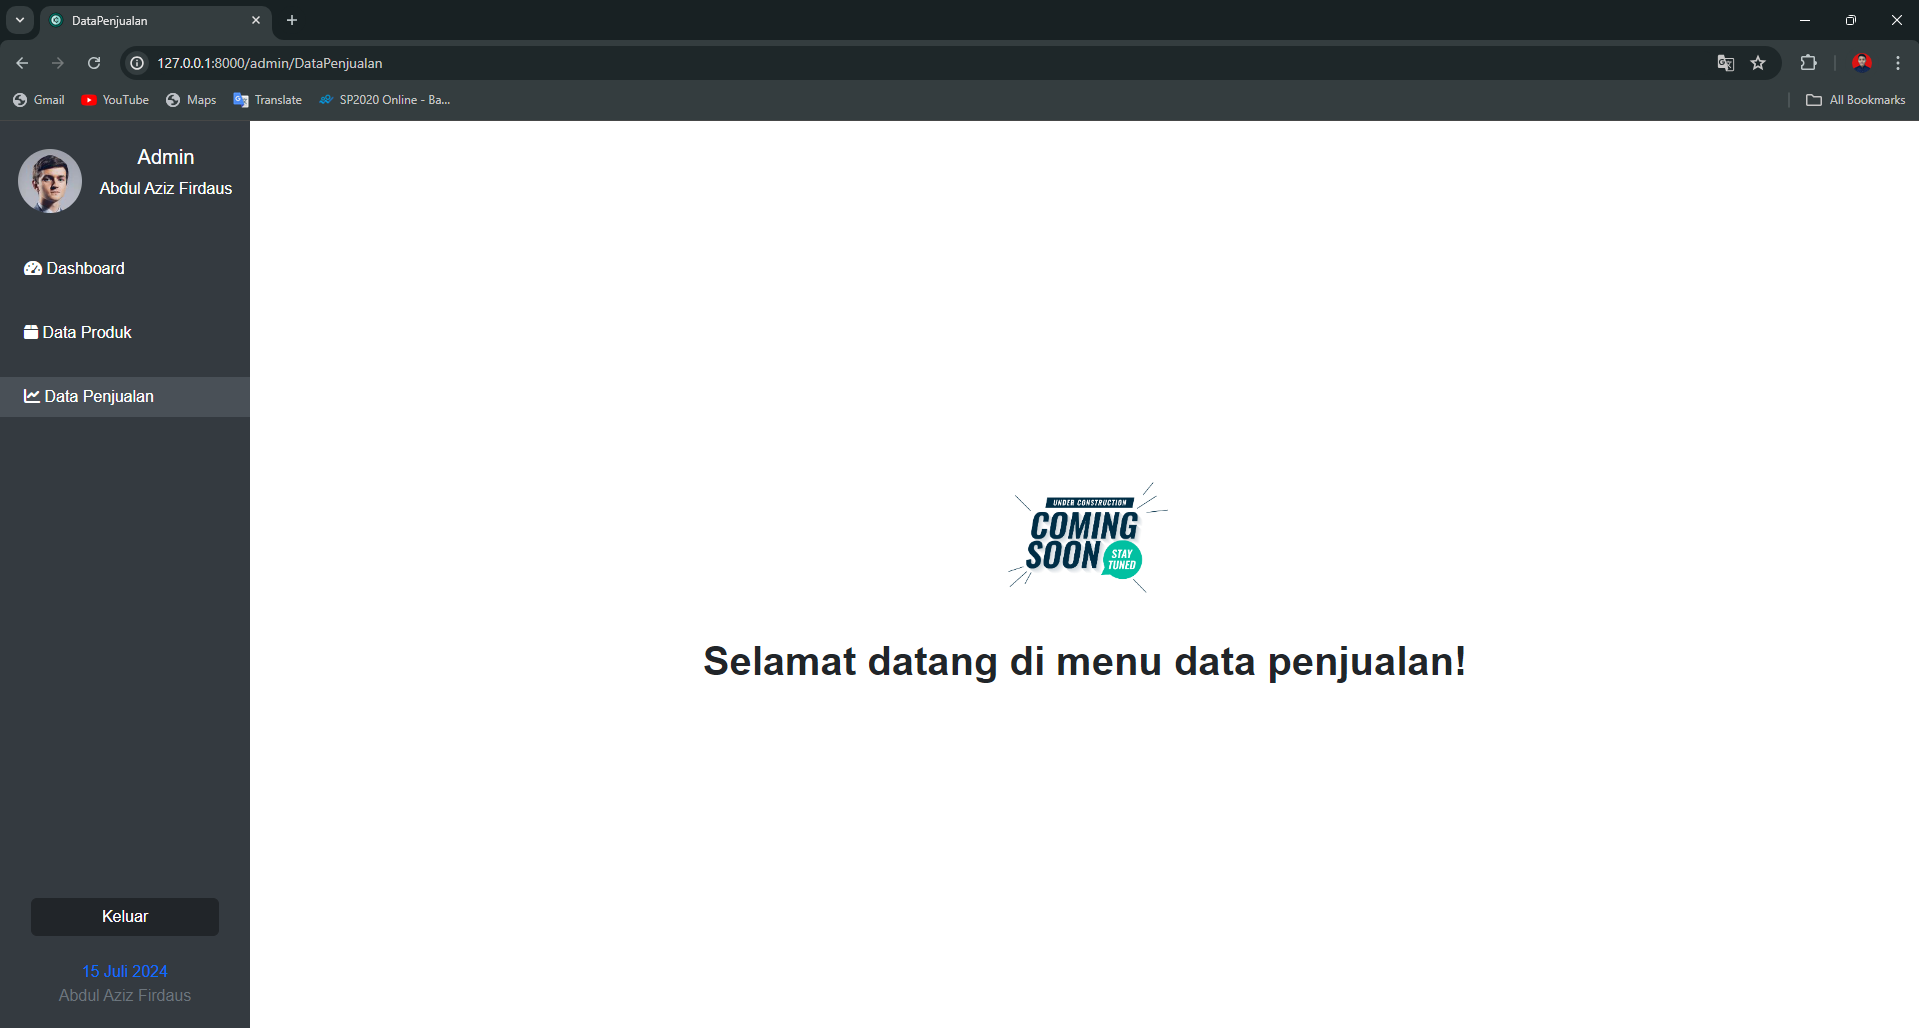 DataPenjualan
127.0.0.1:8000/admin/DataPenjualan
Gmail YouTube Maps Translate SP2020 Online - Ba... All Bookmarks
Admin
Abdul Aziz Firdaus
Dashboard
Data Produk
Data Penjualan
UNDER CONSTRUCTION
COMING
SOON
STAY
TUNED
Selamat datang di menu data penjualan!
Keluar
15 Juli 2024
Abdul Aziz Firdaus